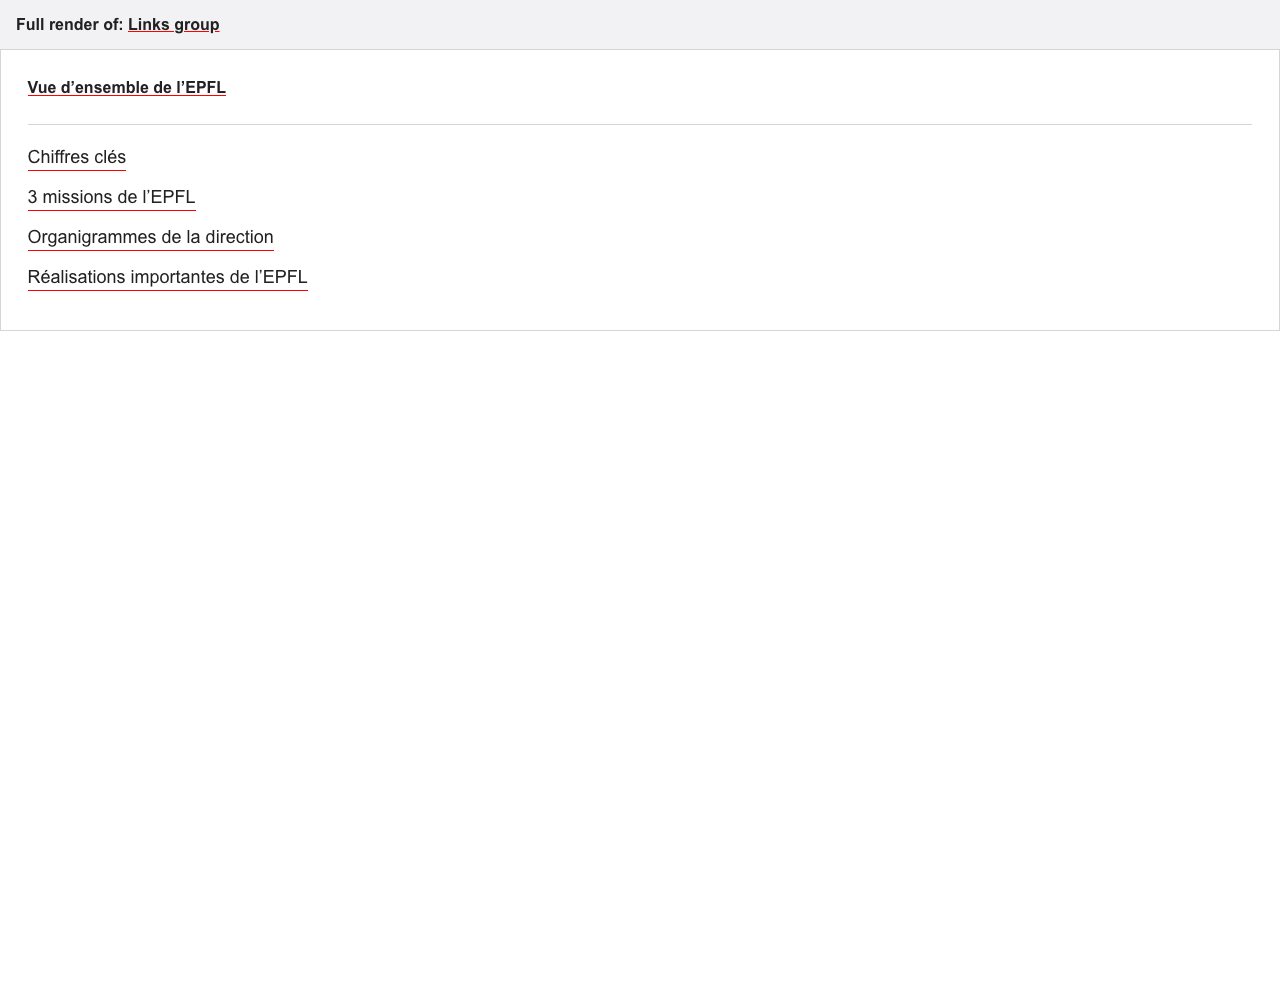 Full render of: Links group
Vue d’ensemble de l’EPFL
Chiffres clés
3 missions de l’EPFL
Organigrammes de la direction
Réalisations importantes de l’EPFL